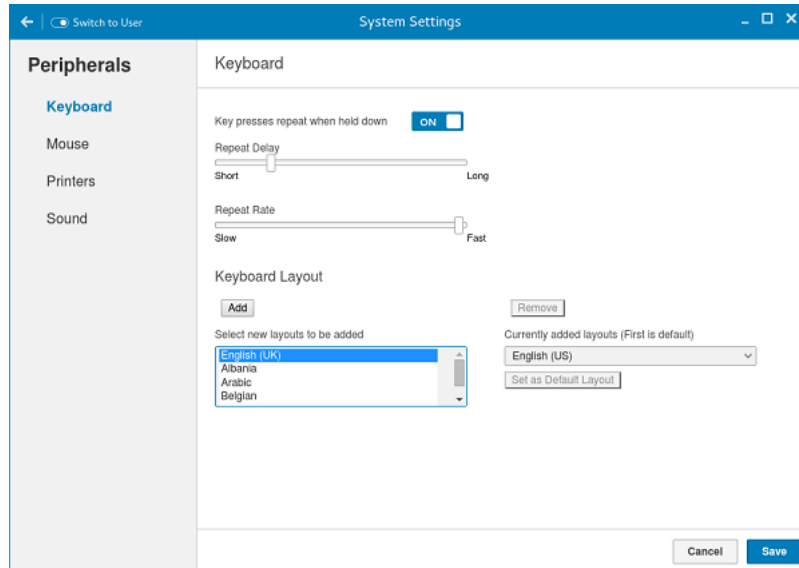 Switch to User
System Settings
Peripherals
Keyboard
Mouse
Printers
Sound
Keyboard
Key presses repeat when held down
ON
Repeat Delay
Short
Long
Repeat Rate
Slow
Fast
Keyboard Layout
Add
Remove
Select new layouts to be added
Currently added layouts (First is default)
English (UK)
Albania
Arabic
Belgian
English (US)
Set as Default Layout
Cancel
Save